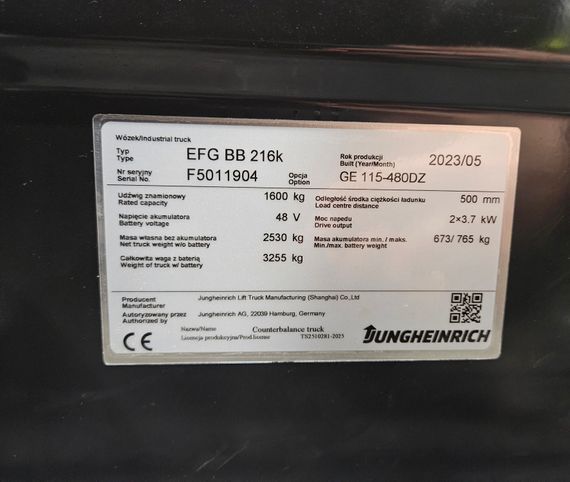 Wózek/Industrial truck
Typ
Type
EFG BB 216k
Rok produkcji
Built (Year/Month)
2023/05
Nr seryjny
Serial No.
F5011904
Opcja
Option
GE 115-480DZ
Udźwig znamionowy
Rated capacity
1600 kg
Odległość środka ciężkości ładunku
Load centre distance
500 mm
Napięcie akumulatora
Battery voltage
48 V
Moc napędu
Drive output
2×3.7 kW
Masa własna bez akumulatora
Net truck weight w/o battery
2530 kg
Masa akumulatora min. / maks.
Min./max. battery weight
673/ 765 kg
Całkowita waga z baterią
Weight of truck w/ battery
3255 kg
Producent
Manufacturer
Jungheinrich Lift Truck Manufacturing (Shanghai) Co.,Ltd
Autoryzowany przez
Authorized by
Jungheinrich AG, 22039 Hamburg, Germany
CE
Nazwa/Name
Counterbalance truck
Licencja produkcyjna/Prod.license
TS2510281-2025
JUNGHEINRICH